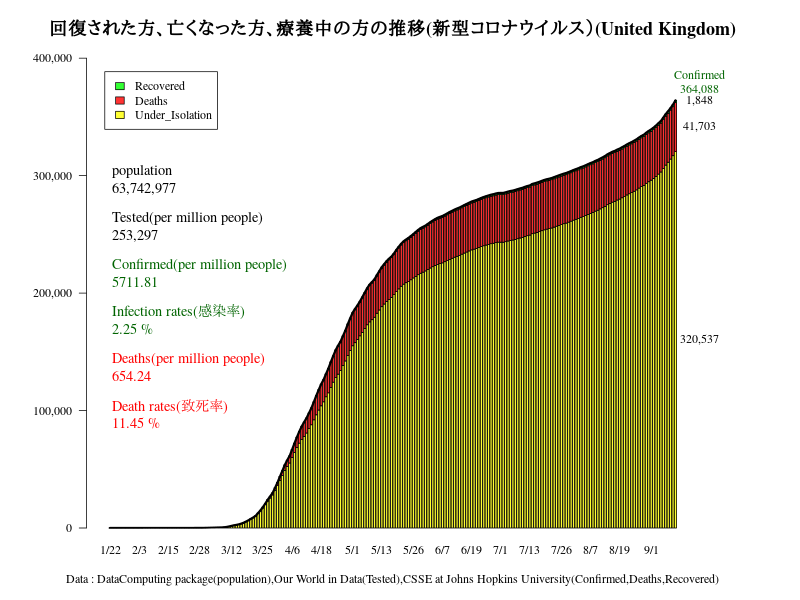 回復された方、亡くなった方、療養中の方の推移(新型コロナウイルス)(United Kingdom)
400,000
300,000
200,000
100,000
0
Recovered
Deaths
Under_Isolation
population
63,742,977
Tested(per million people)
253,297
Confirmed(per million people)
5711.81
Infection rates(感染率)
2.25 %
Deaths(per million people)
654.24
Death rates(致死率)
11.45 %
Confirmed
364,088
1,848
41,703
320,537
1/22 2/3 2/15 2/28 3/12 3/25 4/6 4/18 5/1 5/13 5/26 6/7 6/19 7/1 7/13 7/26 8/7 8/19 9/1
Data : DataComputing package(population),Our World in Data(Tested),CSSE at Johns Hopkins University(Confirmed,Deaths,Recovered)